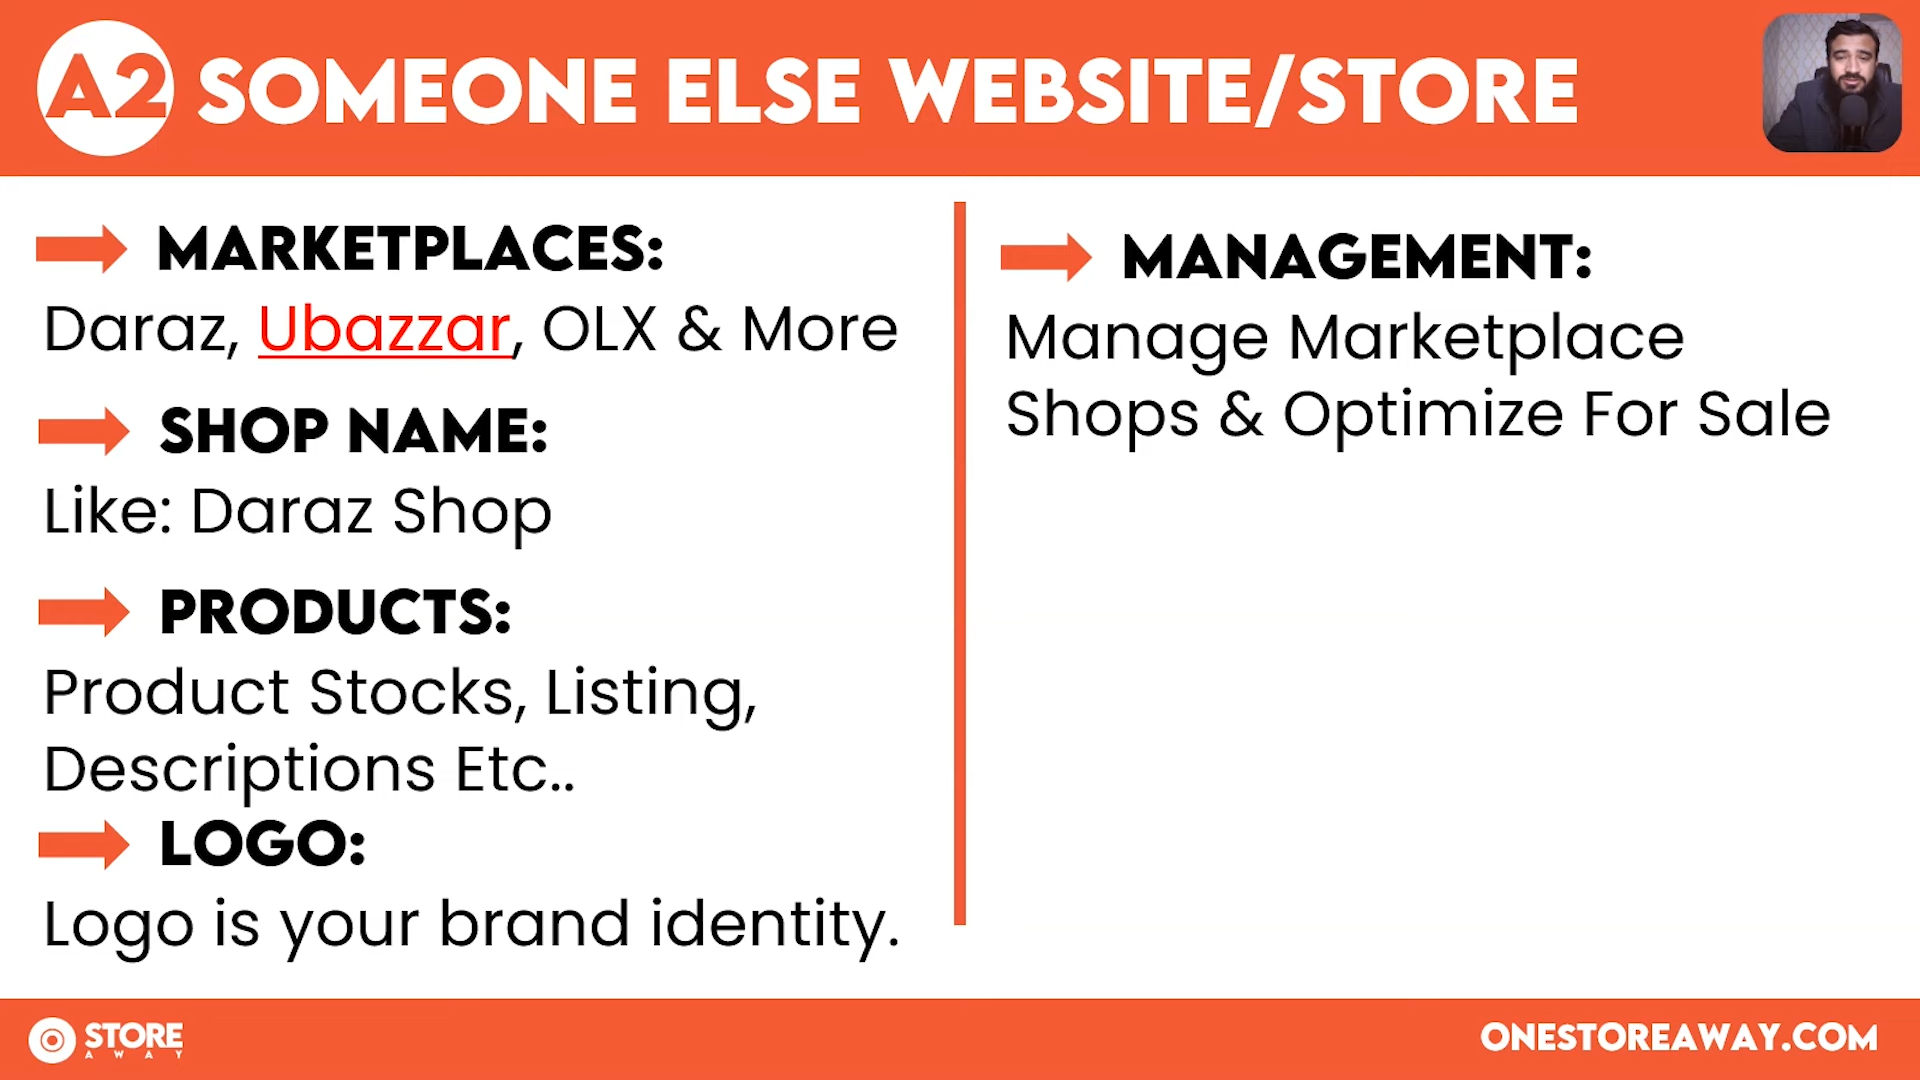 A2 SOMEONE ELSE WEBSITE/STORE
MARKETPLACES:
Daraz, Ubazzar, OLX & More
SHOP NAME:
Like: Daraz Shop
PRODUCTS:
Product Stocks, Listing,
Descriptions Etc..
LOGO:
Logo is your brand identity.
MANAGEMENT:
Manage Marketplace
Shops & Optimize For Sale
STORE
AWAY
ONESTOREAWAY.COM